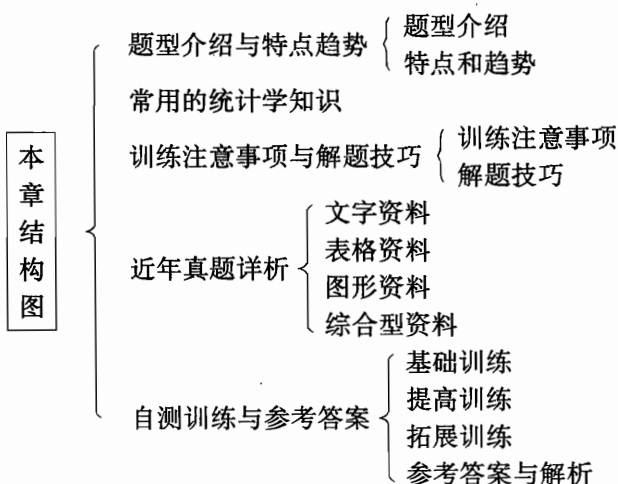 本章结构图
题型介绍与特点趋势
题型介绍
特点和趋势
常用的统计学知识
训练注意事项与解题技巧
训练注意事项
解题技巧
近年真题详析
文字资料
表格资料
图形资料
综合型资料
自测训练与参考答案
基础训练
提高训练
拓展训练
参考答案与解析